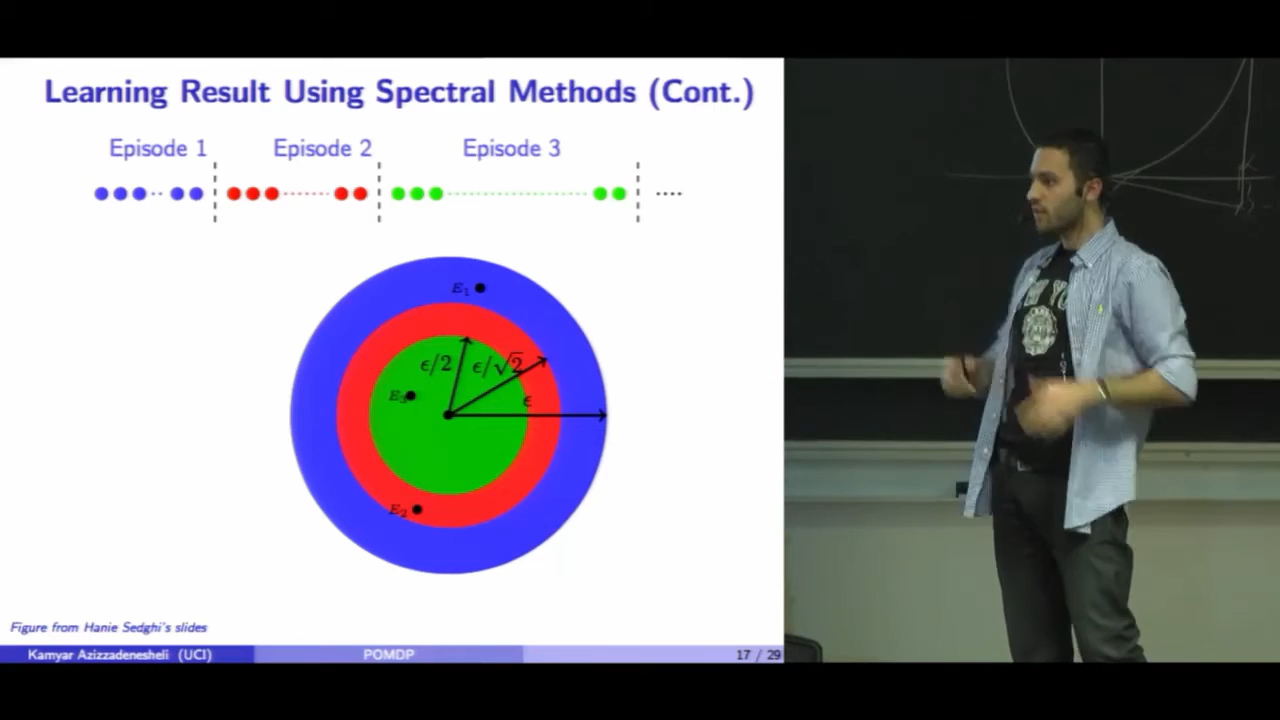 Learning Result Using Spectral Methods (Cont.)
Episode 1 Episode 2 Episode 3
....
E₁
ϵ/2 ϵ/√2
E₃ ϵ
E₂
Figure from Hanie Sedghi's slides
Kamyar Azizzadenesheli (UCI) POMDP 17 / 29